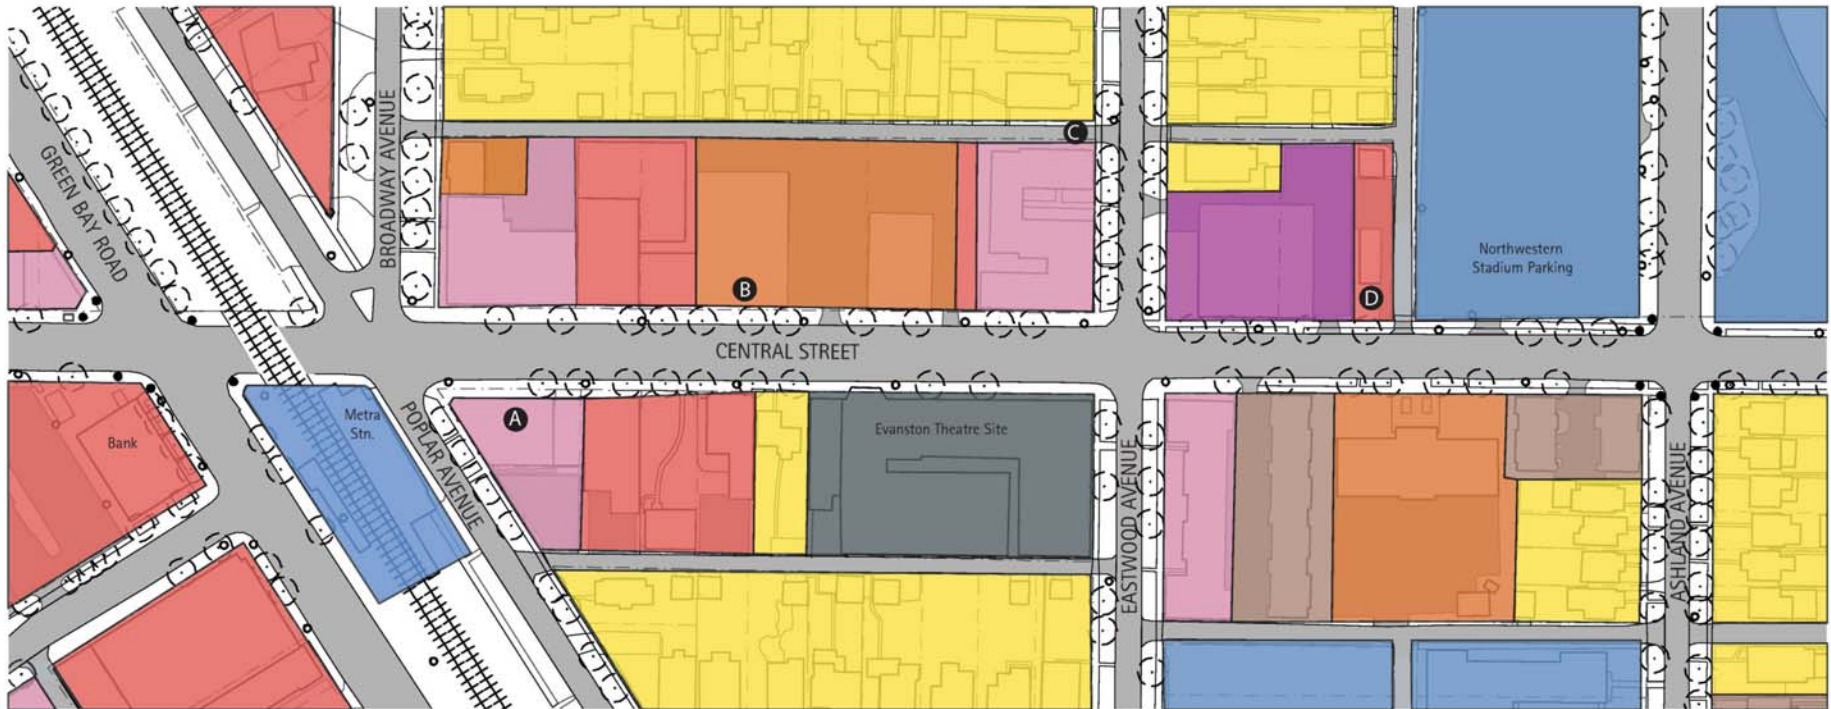 GREEN BAY ROAD
BROADWAY AVENUE
C
B
D
Northwestern
Stadium Parking
CENTRAL STREET
Bank
Metra
Stn.
POPLAR AVENUE
A
Evanston Theatre Site
EASTWOOD AVENUE
ASHLAND AVENUE